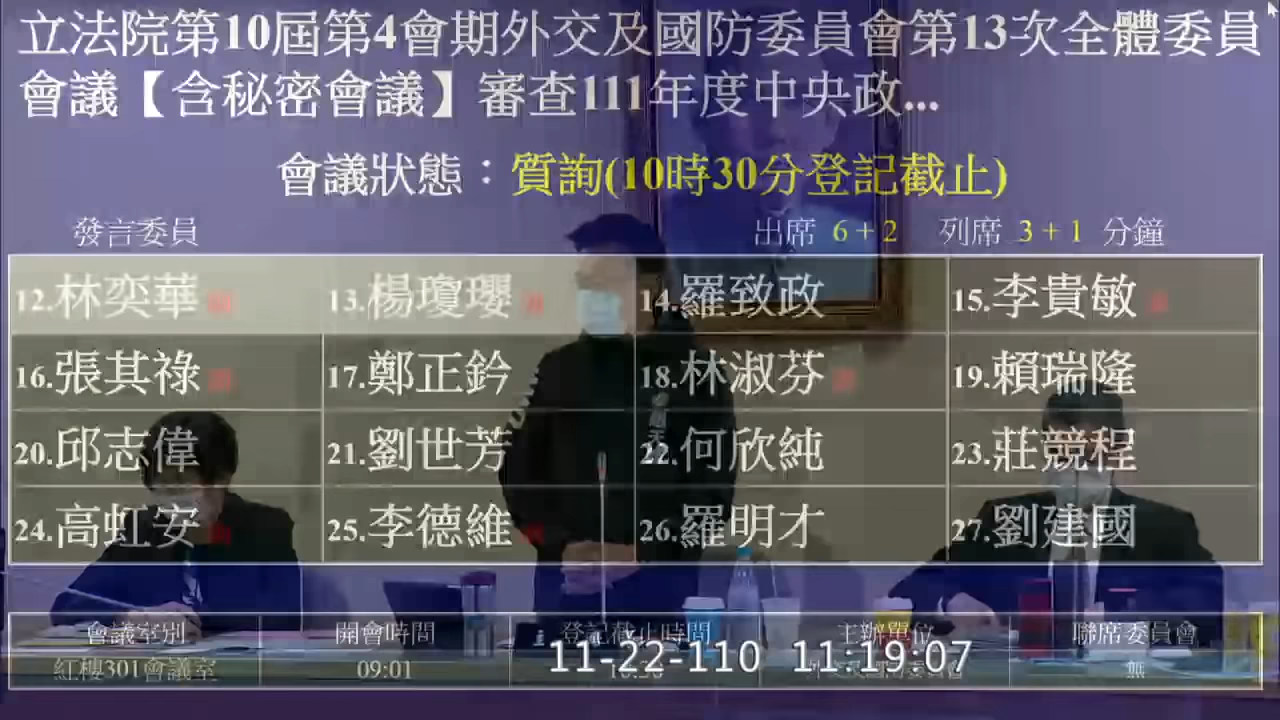 立法院第10屆第4會期外交及國防委員會第13次全體委員
會議【含秘密會議】審查111年度中央政...
會議狀態：質詢(10時30分登記截止)
發言委員 出席 6 + 2 列席 3 + 1 分鐘
12.林奕華 13.楊瓊瓔 14.羅致政 15.李貴敏
16.張其祿 17.鄭正鈐 18.林淑芬 19.賴瑞隆
20.邱志偉 21.劉世芳 22.何欣純 23.莊競程
24.高虹安 25.李德維 26.羅明才 27.劉建國
會議室別 開會時間 登記截止時間 主辦單位 聯席委員會
紅樓301會議室 09:01 10:30 無
11-22-110 11:19:07